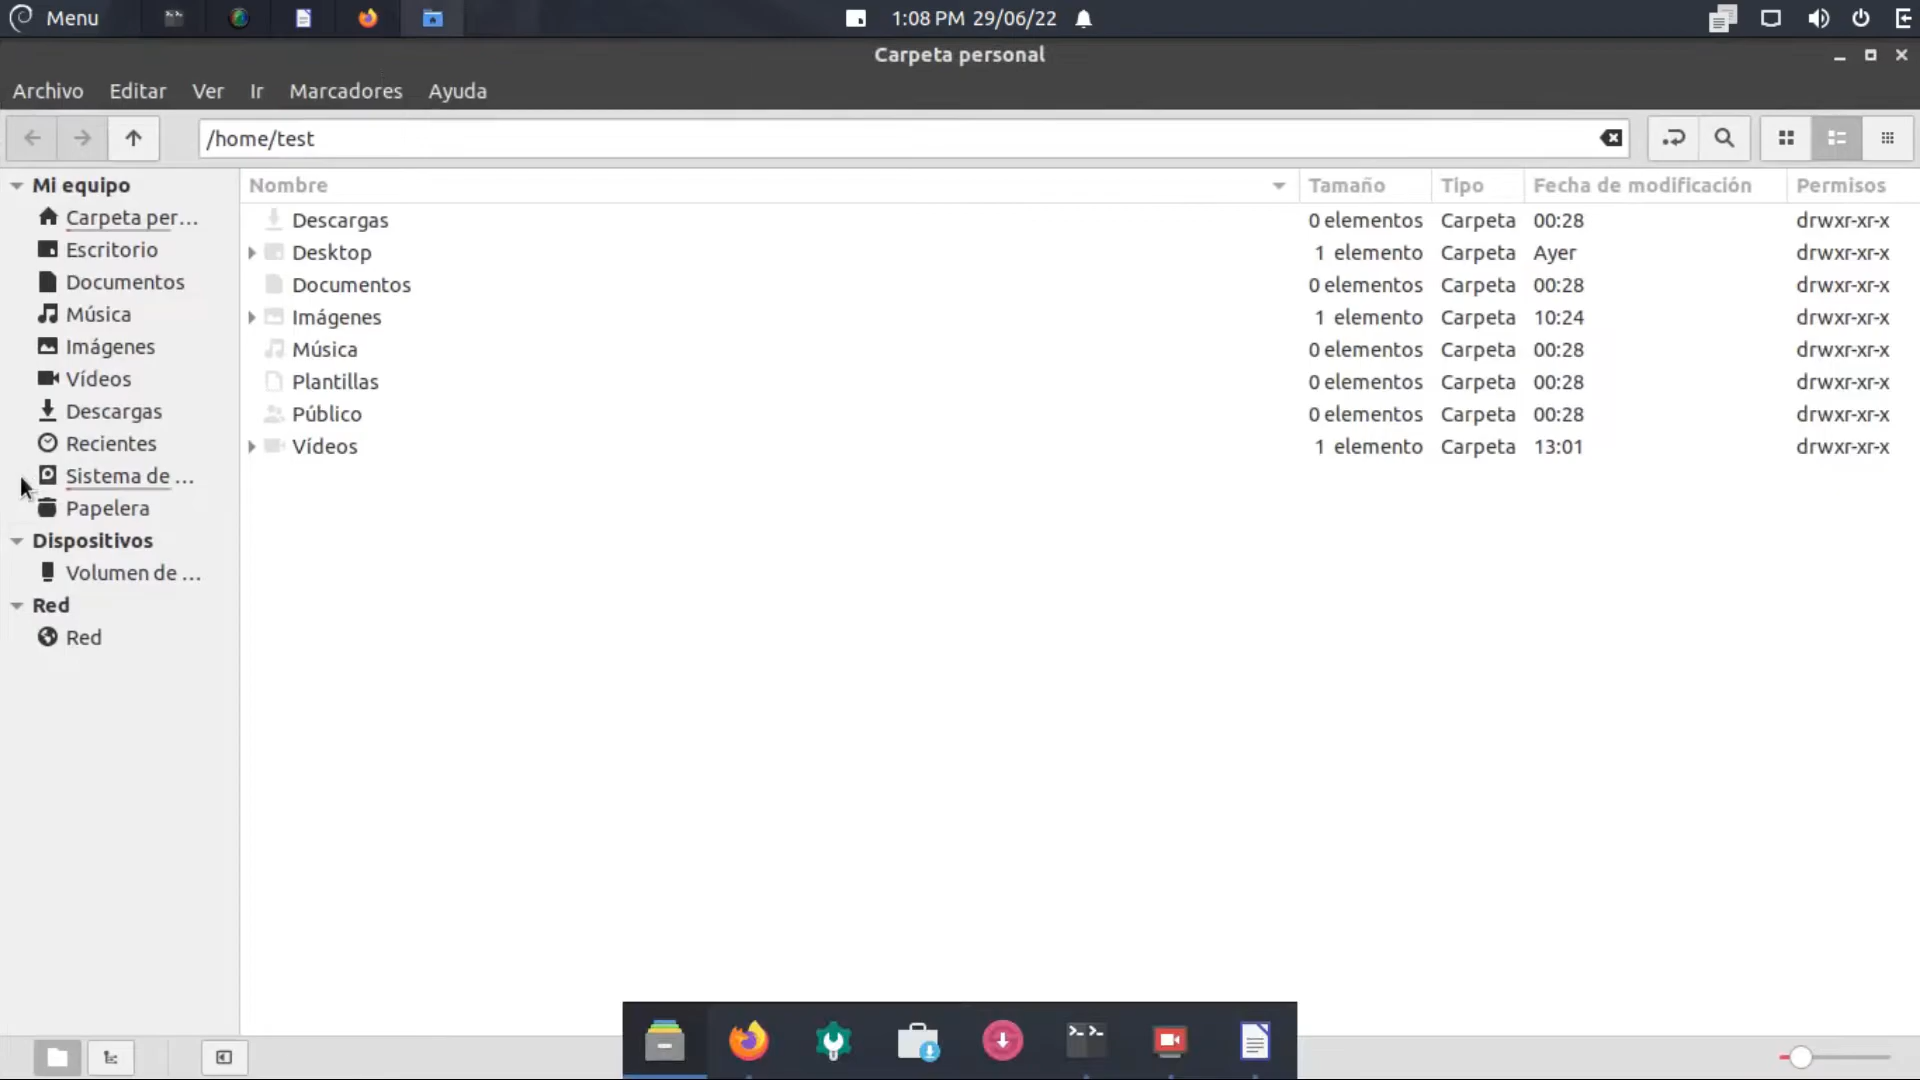 Menu 1:08 PM 29/06/22
Carpeta personal
Archivo Editar Ver Ir Marcadores Ayuda
/home/test
Mi equipo
Carpeta per...
Escritorio
Documentos
Música
Imágenes
Vídeos
Descargas
Recientes
Sistema de ...
Papelera
Dispositivos
Volumen de ...
Red
Red
Nombre Tamaño Tipo Fecha de modificación Permisos
Descargas 0 elementos Carpeta 00:28 drwxr-xr-x
Desktop 1 elemento Carpeta Ayer drwxr-xr-x
Documentos 0 elementos Carpeta 00:28 drwxr-xr-x
Imágenes 1 elemento Carpeta 10:24 drwxr-xr-x
Música 0 elementos Carpeta 00:28 drwxr-xr-x
Plantillas 0 elementos Carpeta 00:28 drwxr-xr-x
Público 0 elementos Carpeta 00:28 drwxr-xr-x
Vídeos 1 elemento Carpeta 13:01 drwxr-xr-x